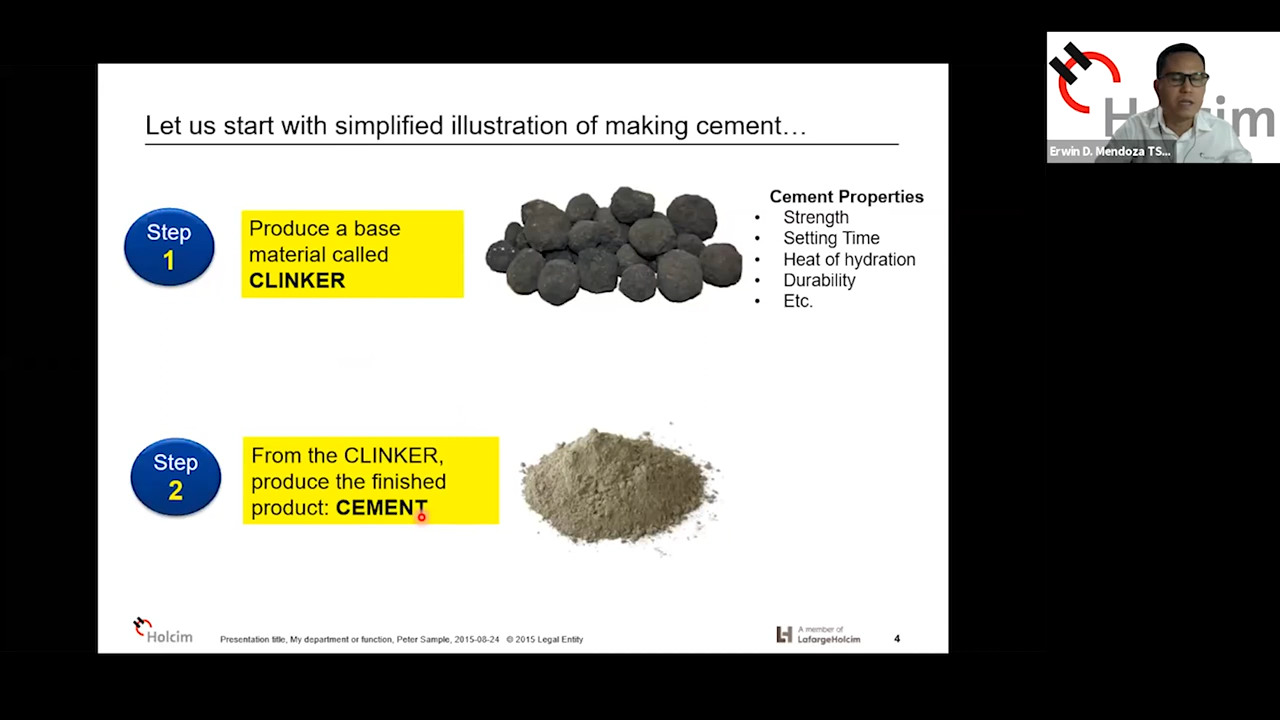 Let us start with simplified illustration of making cement…
Step
1
Produce a base
material called
CLINKER
Cement Properties
• Strength
• Setting Time
• Heat of hydration
• Durability
• Etc.
Step
2
From the CLINKER,
produce the finished
product: CEMENT
Holcim
Presentation title, My department or function, Peter Sample, 2015-08-24 © 2015 Legal Entity
A member of
LafargeHolcim
4
Erwin D. Mendoza TS...